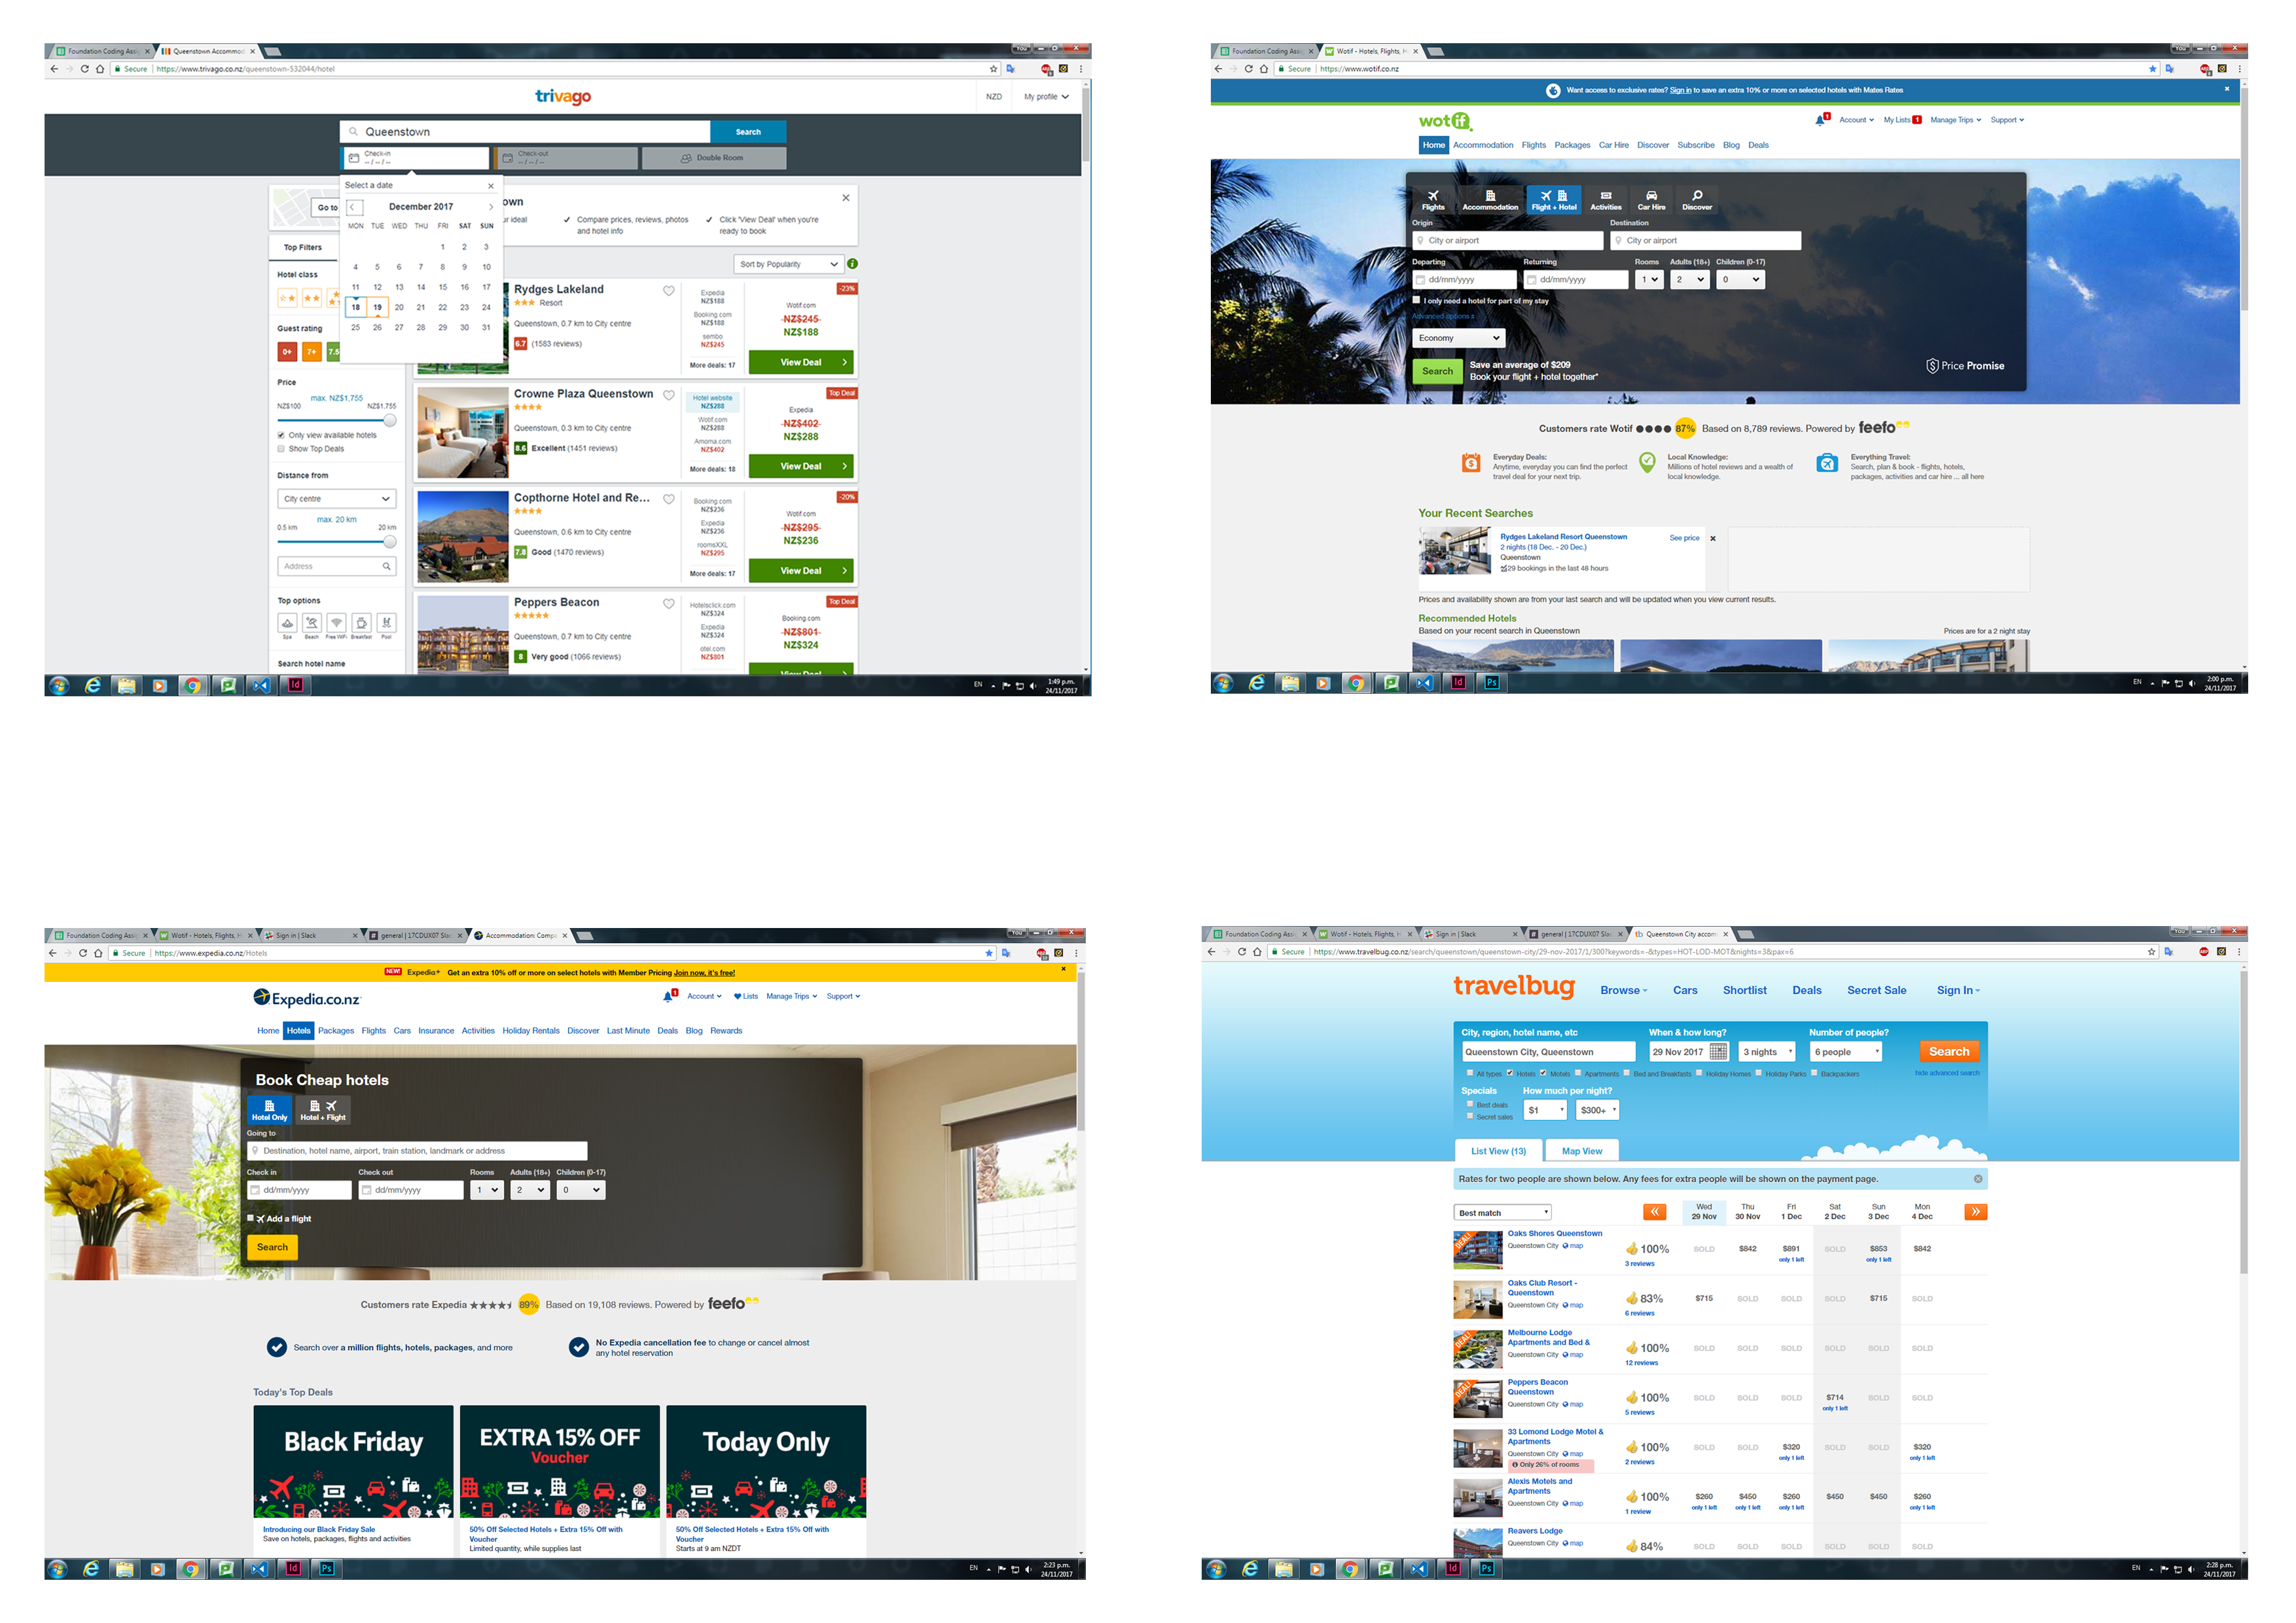 Foundation Coding Assig
Queenstown Accommod
You
Secure | https://www.trivago.co.nz/queenstown-532044/hotel
trivago
NZD
My profile
Queenstown
Search
Check-in
-- / -- / --
Check-out
-- / -- / --
Double Room
Select a date
December 2017
MON TUE WED THU FRI SAT SUN
1 2 3
4 5 6 7 8 9 10
11 12 13 14 15 16 17
18 19 20 21 22 23 24
25 26 27 28 29 30 31
Go to
own
ur ideal
Compare prices, reviews, photos and hotel info
Click 'View Deal' when you're ready to book
Sort by Popularity
Top Filters
Hotel class
Guest rating
0+ 7+ 7.5
Price
max. NZ$1,755
NZ$100 NZ$1,755
Only view available hotels
Show Top Deals
Distance from
City centre
max. 20 km
0.5 km 20 km
Address
Top options
Spa Beach Free WiFi Breakfast Pool
Search hotel name
Rydges Lakeland
Resort
Queenstown, 0.7 km to City centre
6.7 (1583 reviews)
Expedia
NZ$188
Booking.com
NZ$188
sembo
NZ$245
More deals: 17
-23%
Wotif.com
NZ$245
NZ$188
View Deal
Crowne Plaza Queenstown
Queenstown, 0.3 km to City centre
8.6 Excellent (1451 reviews)
Hotel website
NZ$288
Wotif.com
NZ$288
Amoma.com
NZ$402
More deals: 18
Top Deal
Expedia
NZ$402
NZ$288
View Deal
Copthorne Hotel and Re...
Queenstown, 0.6 km to City centre
7.8 Good (1470 reviews)
Booking.com
NZ$236
Expedia
NZ$236
roomsXXL
NZ$295
More deals: 17
-20%
Wotif.com
NZ$295
NZ$236
View Deal
Peppers Beacon
Queenstown, 0.7 km to City centre
8 Very good (1066 reviews)
Hotelsclick.com
NZ$324
Expedia
NZ$324
otel.com
NZ$801
Top Deal
Booking.com
NZ$801
NZ$324
View Deal
EN
1:49 p.m.
24/11/2017
Foundation Coding Assig
Wotif - Hotels, Flights, H
You
Secure | https://www.wotif.co.nz
Want access to exclusive rates? Sign in to save an extra 10% or more on selected hotels with Mates Rates
wotif.
1 Account My Lists 1 Manage Trips Support
Home Accommodation Flights Packages Car Hire Discover Subscribe Blog Deals
Flights Accommodation Flight + Hotel Activities Car Hire Discover
Origin Destination
City or airport City or airport
Departing Returning Rooms Adults (18+) Children (0-17)
dd/mm/yyyy dd/mm/yyyy 1 2 0
I only need a hotel for part of my stay
Advanced options
Economy
Search
Save an average of $209
Book your flight + hotel together*
Price Promise
Customers rate Wotif 87% Based on 8,789 reviews. Powered by feefo
Everyday Deals:
Anytime, everyday you can find the perfect
travel deal for your next trip.
Local Knowledge:
Millions of hotel reviews and a wealth of
local knowledge.
Everything Travel:
Search, plan & book - flights, hotels,
packages, activities and car hire ... all here
Your Recent Searches
Rydges Lakeland Resort Queenstown
See price
2 nights (18 Dec. - 20 Dec.)
Queenstown
29 bookings in the last 48 hours
Prices and availability shown are from your last search and will be updated when you view current results.
Recommended Hotels
Based on your recent search in Queenstown
Prices are for a 2 night stay
Id Ps
EN
2:00 p.m.
24/11/2017
Foundation Coding Assig
Wotif - Hotels, Flights, H
Sign in | Slack
general | 17CDUX07 Slac
Accommodation: Compa
You
Secure | https://www.expedia.co.nz/Hotels
NEW Expedia+ Get an extra 10% off or more on select hotels with Member Pricing Join now, it's free!
Expedia.co.nz
1 Account Lists Manage Trips Support
Home Hotels Packages Flights Cars Insurance Activities Holiday Rentals Discover Last Minute Deals Blog Rewards
Book Cheap hotels
Hotel Only Hotel + Flight
Going to
Destination, hotel name, airport, train station, landmark or address
Check in Check out Rooms Adults (18+) Children (0-17)
dd/mm/yyyy dd/mm/yyyy 1 2 0
Add a flight
Search
Customers rate Expedia 89% Based on 19,108 reviews. Powered by feefo
Search over a million flights, hotels, packages, and more
No Expedia cancellation fee to change or cancel almost
any hotel reservation
Today's Top Deals
Black Friday
EXTRA 15% OFF
Voucher
Today Only
Introducing our Black Friday Sale
Save on hotels, packages, flights and activities
50% Off Selected Hotels + Extra 15% Off with
Voucher
Limited quantity, while supplies last
50% Off Selected Hotels + Extra 15% Off with
Voucher
Starts at 9 am NZDT
Id Ps
EN
2:23 p.m.
24/11/2017
Foundation Coding Assig
Wotif - Hotels, Flights, H
Sign in | Slack
general | 17CDUX07 Slac
Queenstown City accom
You
Secure | https://www.travelbug.co.nz/search/queenstown/queenstown-city/29-nov-2017/1/300?keywords=-&types=HOT-LOD-MOT&nights=3&pax=6
travelbug
Browse Cars Shortlist Deals Secret Sale Sign In
City, region, hotel name, etc When & how long? Number of people?
Queenstown City, Queenstown 29 Nov 2017 3 nights 6 people Search
All types Hotels Motels Apartments Bed and Breakfasts Holiday Homes Holiday Parks Backpackers
hide advanced search
Specials How much per night?
Best deals
Secret sales
$1 $300+
List View (13) Map View
Rates for two people are shown below. Any fees for extra people will be shown on the payment page.
Best match
Wed Thu Fri Sat Sun Mon
29 Nov 30 Nov 1 Dec 2 Dec 3 Dec 4 Dec
DEAL!
Oaks Shores Queenstown
Queenstown City map
100%
3 reviews
SOLD $842 $891 SOLD $853 $842
only 1 left only 1 left
Oaks Club Resort -
Queenstown
Queenstown City map
83%
6 reviews
$715 SOLD SOLD SOLD $715 SOLD
DEAL!
Melbourne Lodge
Apartments and Bed &
Queenstown City map
100%
12 reviews
SOLD SOLD SOLD SOLD SOLD SOLD
DEAL!
Peppers Beacon
Queenstown
Queenstown City map
100%
5 reviews
SOLD SOLD SOLD $714 SOLD SOLD
only 1 left
33 Lomond Lodge Motel &
Apartments
Queenstown City map
Only 26% of rooms
100%
2 reviews
SOLD SOLD $320 SOLD SOLD $320
only 1 left only 1 left
Alexis Motels and
Apartments
Queenstown City map
100%
1 review
$260 $450 $260 $450 $450 $260
only 1 left only 1 left only 1 left only 1 left
Reavers Lodge
Queenstown City map
84%
SOLD SOLD SOLD SOLD SOLD SOLD
Id Ps
EN
2:28 p.m.
24/11/2017